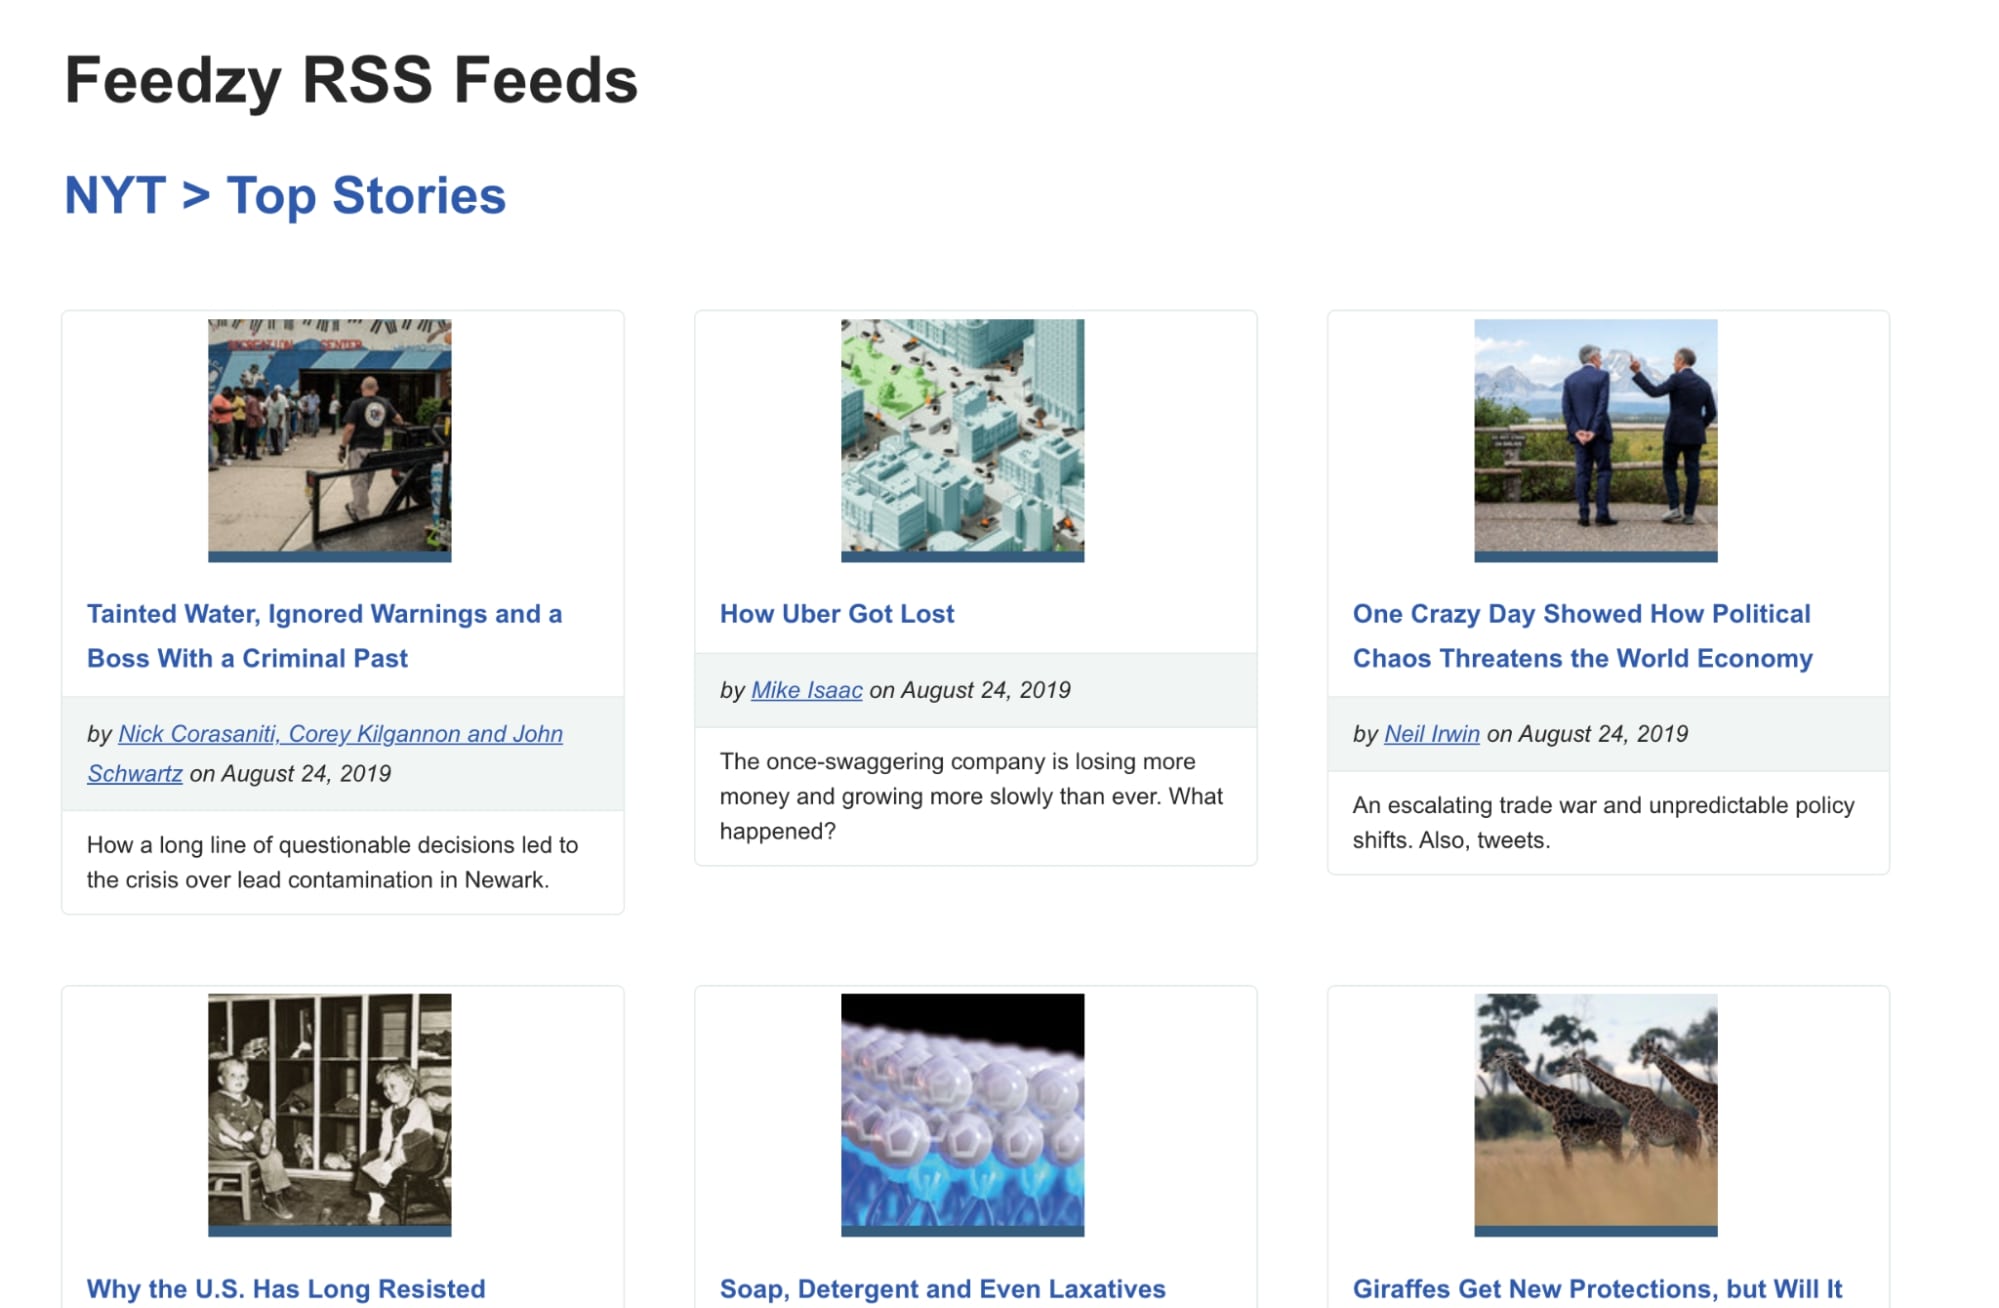 Feedzy RSS Feeds
NYT > Top Stories
Tainted Water, Ignored Warnings and a
Boss With a Criminal Past
by Nick Corasaniti, Corey Kilgannon and John
Schwartz on August 24, 2019
How a long line of questionable decisions led to
the crisis over lead contamination in Newark.
How Uber Got Lost
by Mike Isaac on August 24, 2019
The once-swaggering company is losing more
money and growing more slowly than ever. What
happened?
One Crazy Day Showed How Political
Chaos Threatens the World Economy
by Neil Irwin on August 24, 2019
An escalating trade war and unpredictable policy
shifts. Also, tweets.
Why the U.S. Has Long Resisted
Soap, Detergent and Even Laxatives
Giraffes Get New Protections, but Will It